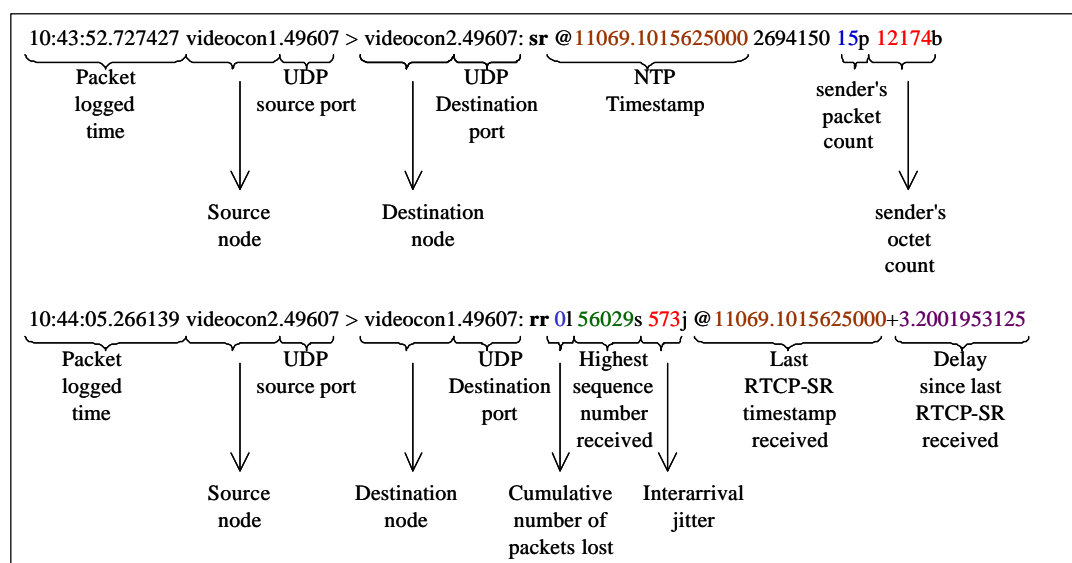 10:43:52.727427 videocon1.49607 > videocon2.49607: sr @11069.1015625000 2694150 15p 12174b
Packet
logged
time
UDP
source port
UDP
Destination
port
NTP
Timestamp
sender's
packet
count
Source
node
Destination
node
sender's
octet
count
10:44:05.266139 videocon2.49607 > videocon1.49607: rr 0l 56029s 573j @11069.1015625000+3.2001953125
Packet
logged
time
UDP
source port
UDP
Destination
port
Highest
sequence
number
received
Last
RTCP-SR
timestamp
received
Delay
since last
RTCP-SR
received
Source
node
Destination
node
Cumulative
number of
packets lost
Interarrival
jitter